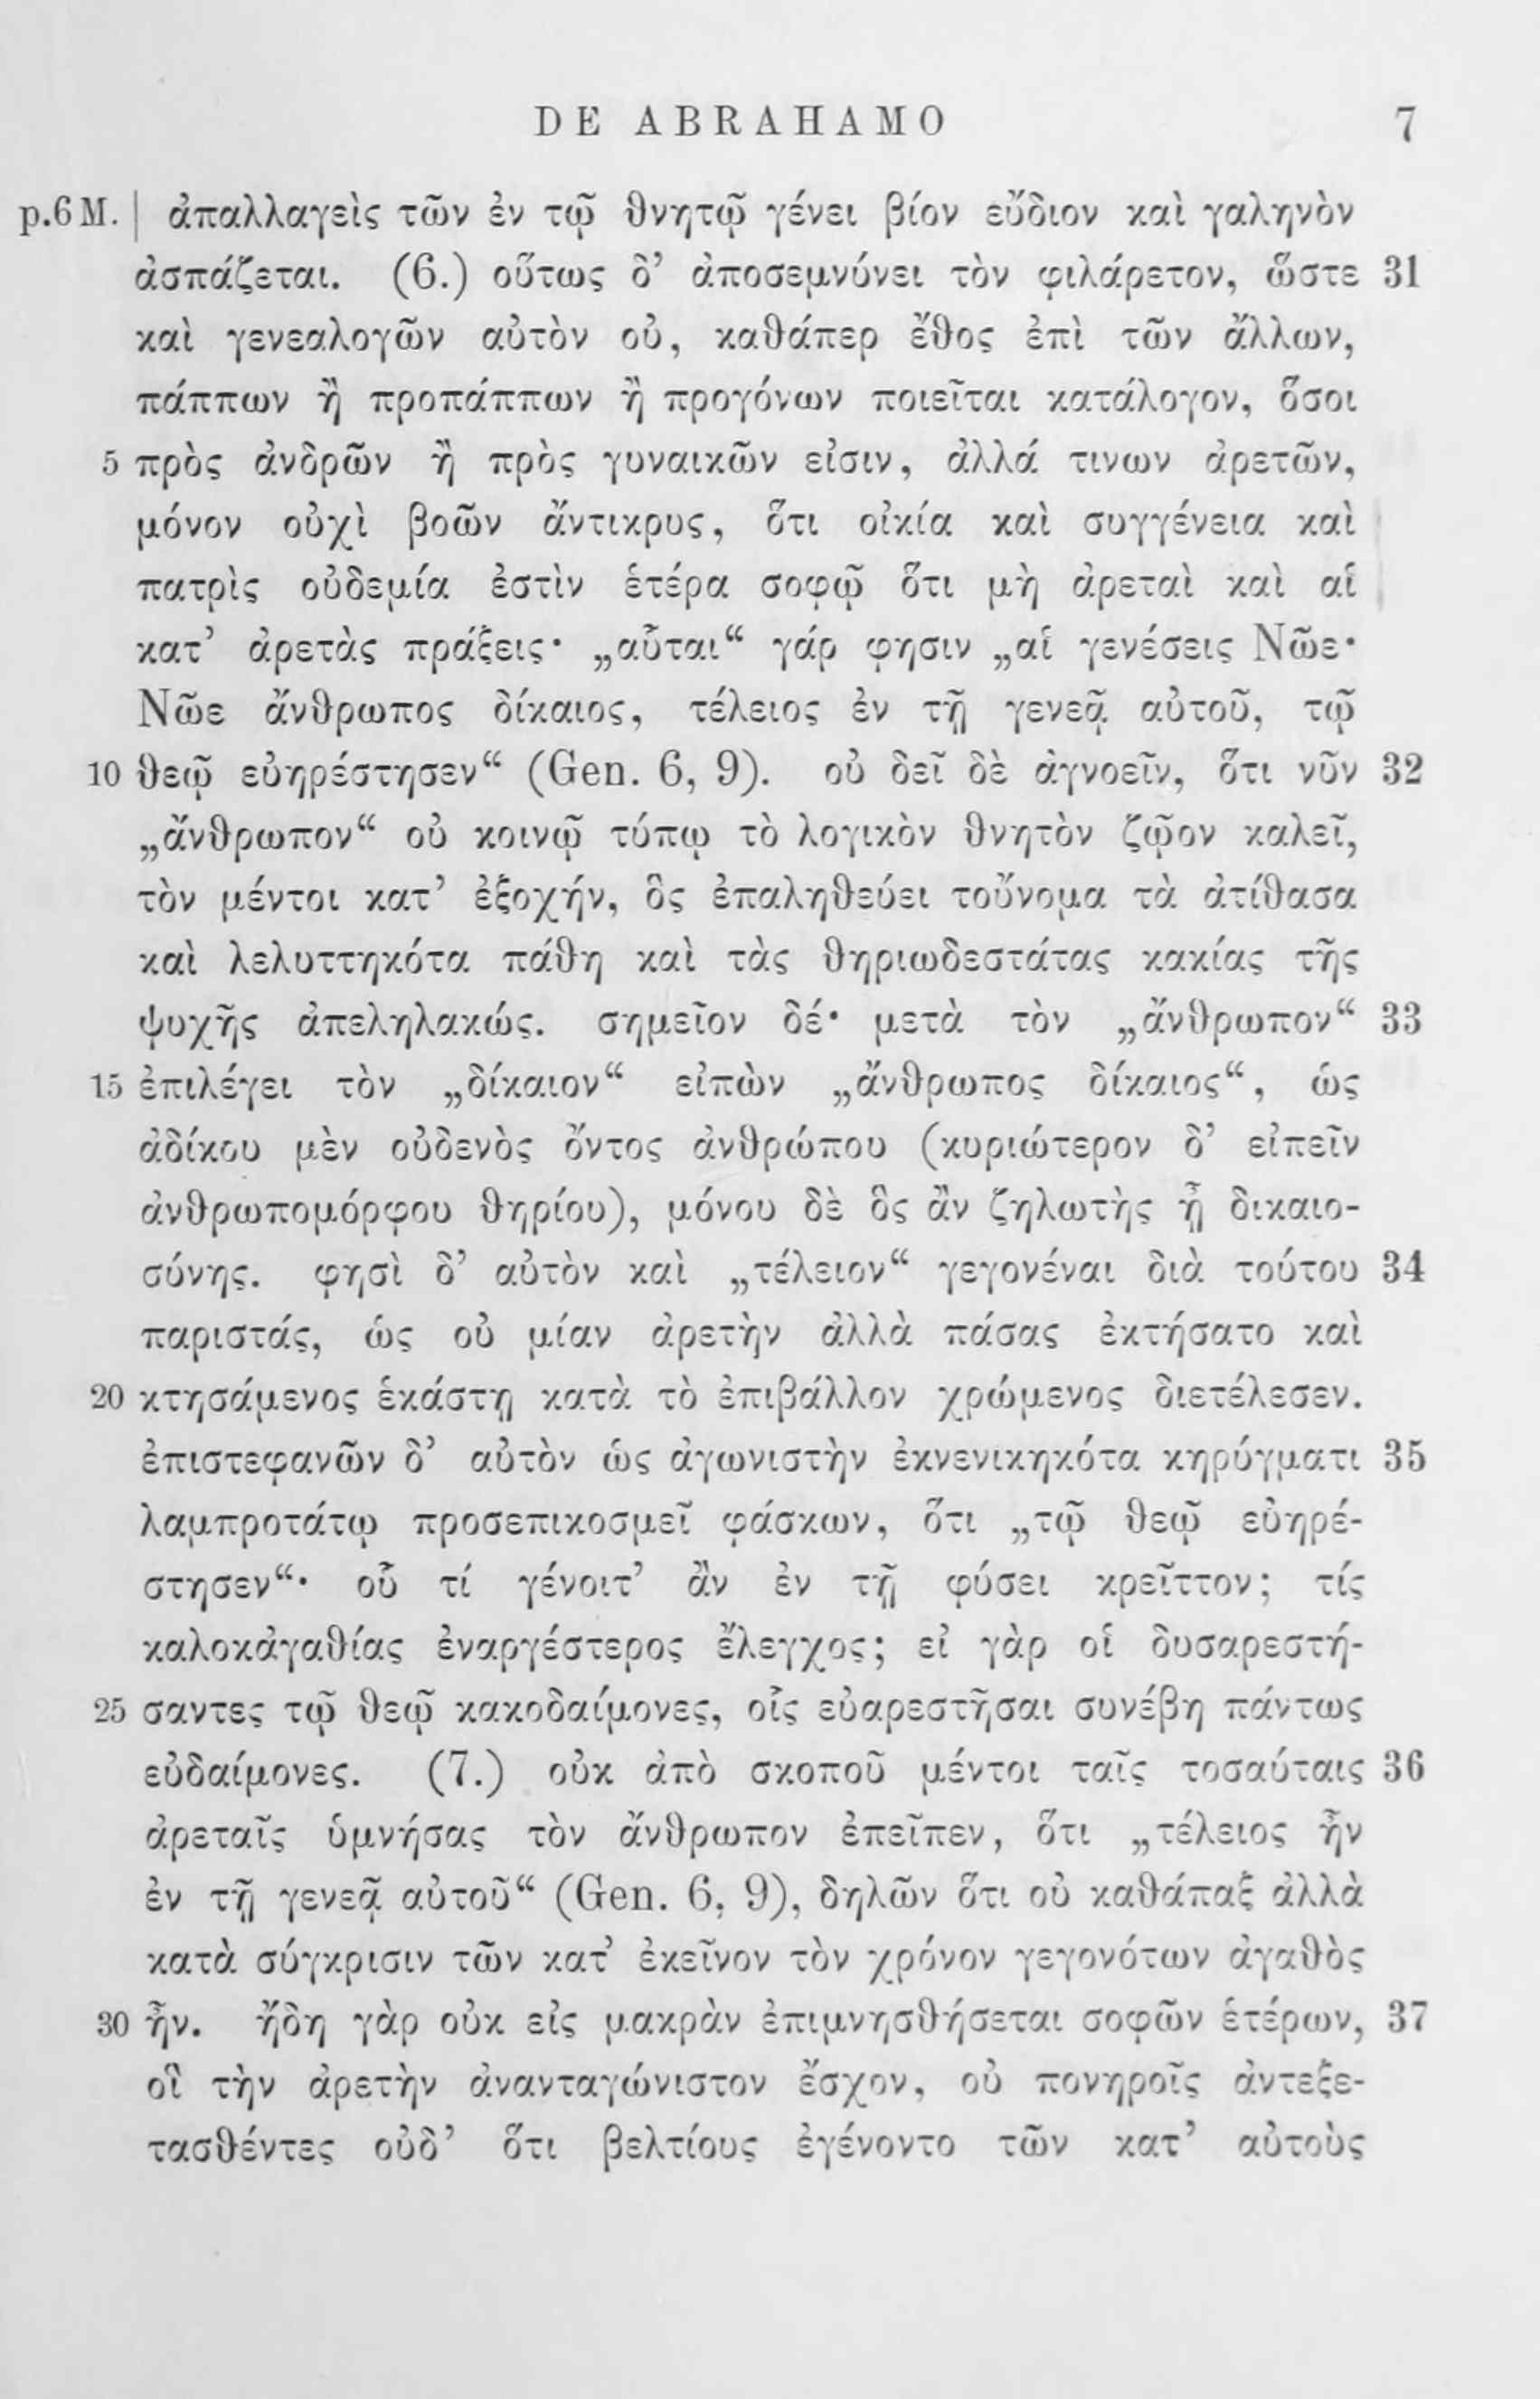 DE ABRAHAMO 7
p.6 M. | ἀπαλλαγεὶς τῶν ἐν τῷ θνητῷ γένει βίον εὔδιον καὶ γαληνὸν
ἀσπάζεται. (6.) οὕτως δ’ ἀποσεμνύνει τὸν φιλάρετον, ὥστε 31
καὶ γενεαλογῶν αὐτὸν οὐ, καθάπερ ἔθος ἐπὶ τῶν ἄλλων,
πάππων ἢ προπάππων ἢ προγόνων ποιεῖται κατάλογον, ὅσοι
5 πρὸς ἀνδρῶν ἢ πρὸς γυναικῶν εἰσιν, ἀλλά τινων ἀρετῶν,
μόνον οὐχὶ βοῶν ἄντικρυς, ὅτι οἰκία καὶ συγγένεια καὶ
πατρὶς οὐδεμία ἐστὶν ἑτέρα σοφῷ ὅτι μὴ ἀρεταὶ καὶ αἱ
κατ’ ἀρετὰς πράξεις· „αὗται“ γάρ φησιν „αἱ γενέσεις Νῶε·
Νῶε ἄνθρωπος δίκαιος, τέλειος ἐν τῇ γενεᾷ αὐτοῦ, τῷ
10 θεῷ εὐηρέστησεν“ (Gen. 6, 9). οὐ δεῖ δὲ ἀγνοεῖν, ὅτι νῦν 32
„ἄνθρωπον“ οὐ κοινῷ τύπῳ τὸ λογικὸν θνητὸν ζῷον καλεῖ,
τὸν μέντοι κατ’ ἐξοχήν, ὃς ἐπαληθεύει τοὔνομα τὰ ἀτίθασα
καὶ λελυττηκότα πάθη καὶ τὰς θηριωδεστάτας κακίας τῆς
ψυχῆς ἀπεληλακώς. σημεῖον δέ· μετὰ τὸν „ἄνθρωπον“ 33
15 ἐπιλέγει τὸν „δίκαιον“ εἰπὼν „ἄνθρωπος δίκαιος“, ὡς
ἀδίκου μὲν οὐδενὸς ὄντος ἀνθρώπου (κυριώτερον δ’ εἰπεῖν
ἀνθρωπομόρφου θηρίου), μόνου δὲ ὃς ἂν ζηλωτὴς ᾖ δικαιο-
σύνης. φησὶ δ’ αὐτὸν καὶ „τέλειον“ γεγονέναι διὰ τούτου 34
παριστάς, ὡς οὐ μίαν ἀρετὴν ἀλλὰ πάσας ἐκτήσατο καὶ
20 κτησάμενος ἑκάστῃ κατὰ τὸ ἐπιβάλλον χρώμενος διετέλεσεν.
ἐπιστεφανῶν δ’ αὐτὸν ὡς ἀγωνιστὴν ἐκνενικηκότα κηρύγματι 35
λαμπροτάτῳ προσεπικοσμεῖ φάσκων, ὅτι „τῷ θεῷ εὐηρέ-
στησεν“· οὗ τί γένοιτ’ ἂν ἐν τῇ φύσει κρεῖττον; τίς
καλοκἀγαθίας ἐναργέστερος ἔλεγχος; εἰ γὰρ οἱ δυσαρεστή-
25 σαντες τῷ θεῷ κακοδαίμονες, οἷς εὐαρεστῆσαι συνέβη πάντως
εὐδαίμονες. (7.) οὐκ ἀπὸ σκοποῦ μέντοι ταῖς τοσαύταις 36
ἀρεταῖς ὑμνήσας τὸν ἄνθρωπον ἐπεῖπεν, ὅτι „τέλειος ἦν
ἐν τῇ γενεᾷ αὐτοῦ“ (Gen. 6, 9), δηλῶν ὅτι οὐ καθάπαξ ἀλλὰ
κατὰ σύγκρισιν τῶν κατ’ ἐκεῖνον τὸν χρόνον γεγονότων ἀγαθὸς
30 ἦν. ἤδη γὰρ οὐκ εἰς μακρὰν ἐπιμνησθήσεται σοφῶν ἑτέρων, 37
οἳ τὴν ἀρετὴν ἀνανταγώνιστον ἔσχον, οὐ πονηροῖς ἀντεξε-
τασθέντες οὐδ’ ὅτι βελτίους ἐγένοντο τῶν κατ’ αὐτοὺς